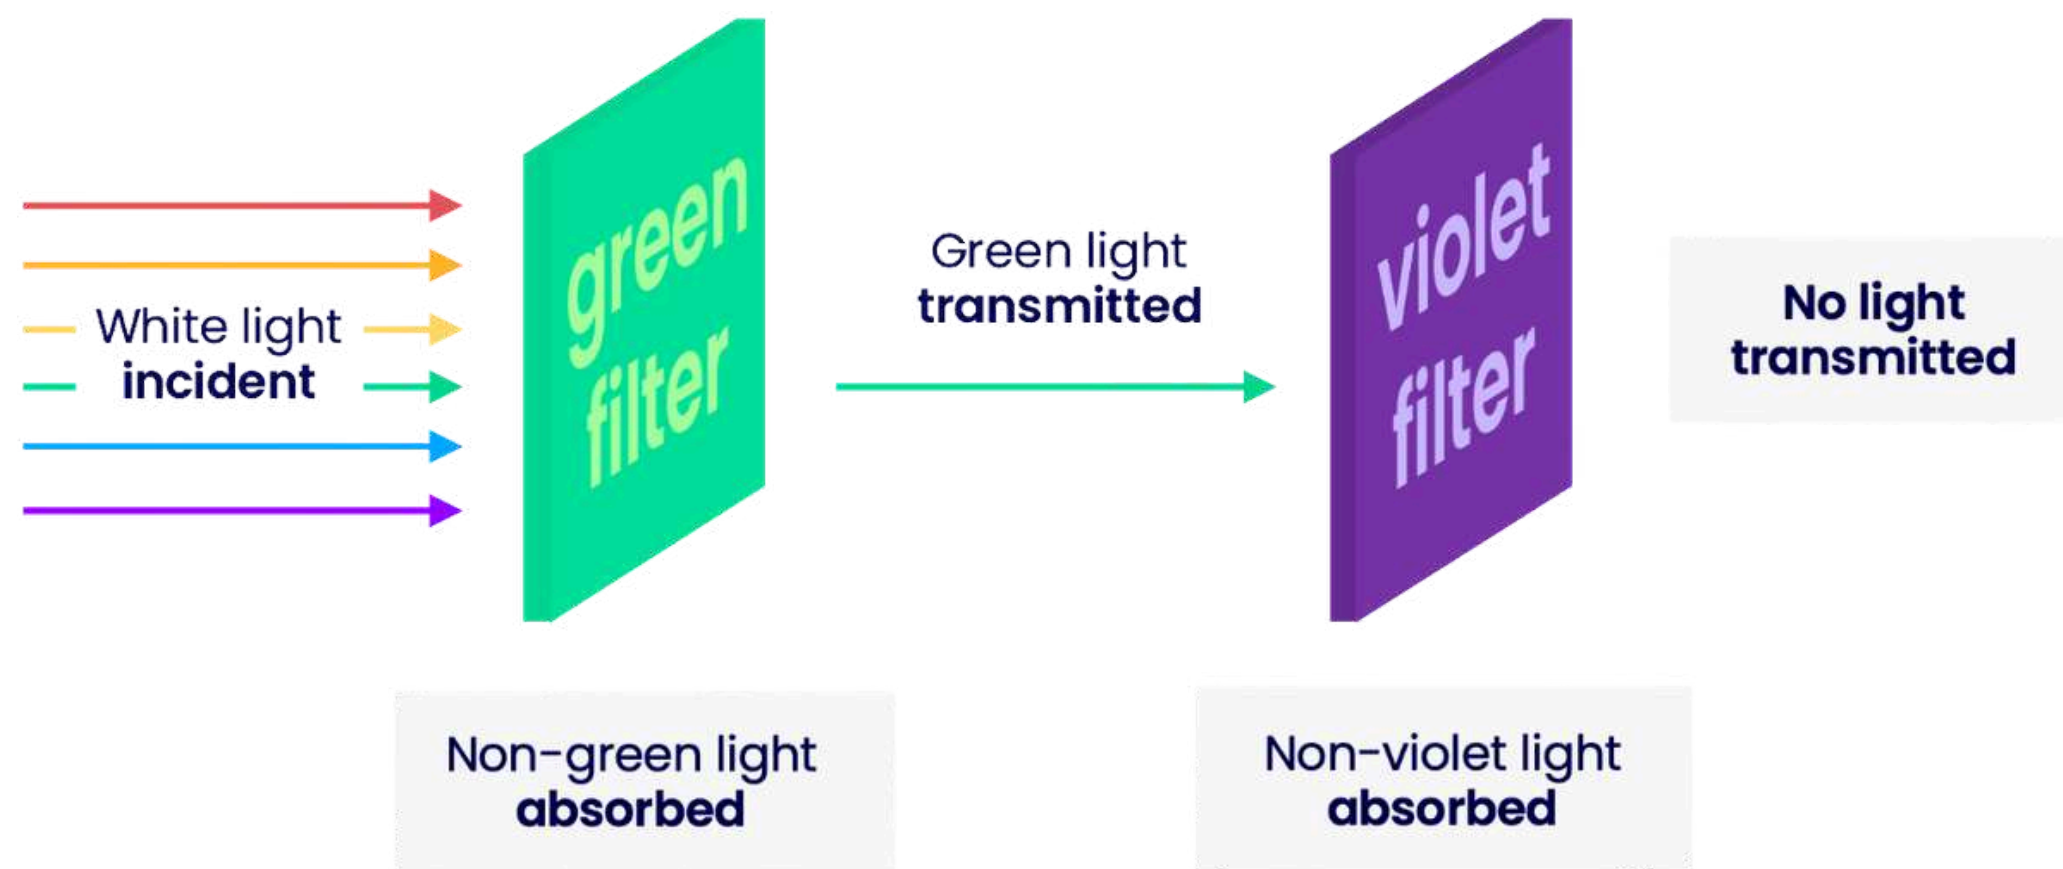 White light
incident
green
filter
Green light
transmitted
violet
filter
No light
transmitted
Non-green light
absorbed
Non-violet light
absorbed